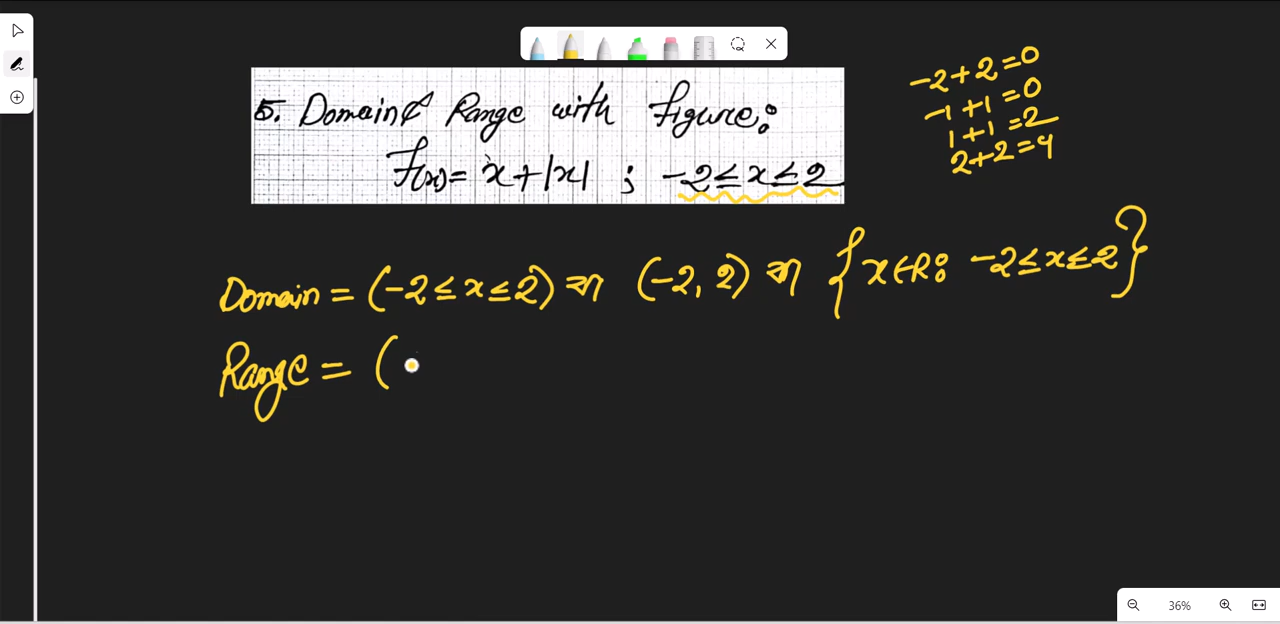 -2+2=0
-1+1=0
1+1=2
2+2=4
5. Domain & Range with figure:
f(x)= x+|x| ; -2≤x≤2
Domain = (-2≤x≤2) (-2, 2) {x∈R: -2≤x≤2}
Range = (
36%